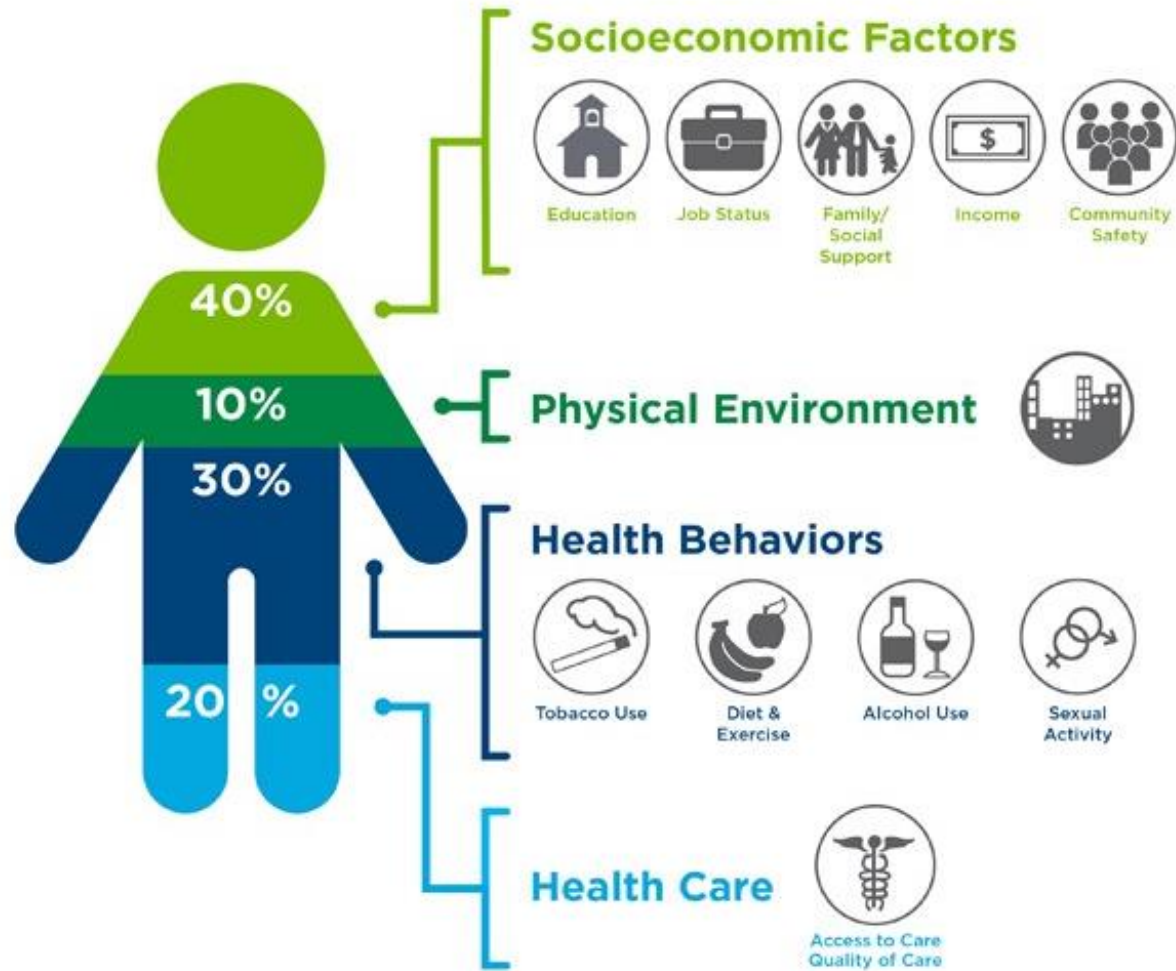 Socioeconomic Factors
$
Education
Job Status
Family/
Social
Support
Income
Community
Safety
40%
10%
Physical Environment
30%
Health Behaviors
Tobacco Use
Diet &
Exercise
Alcohol Use
Sexual
Activity
20 %
Health Care
Access to Care
Quality of Care